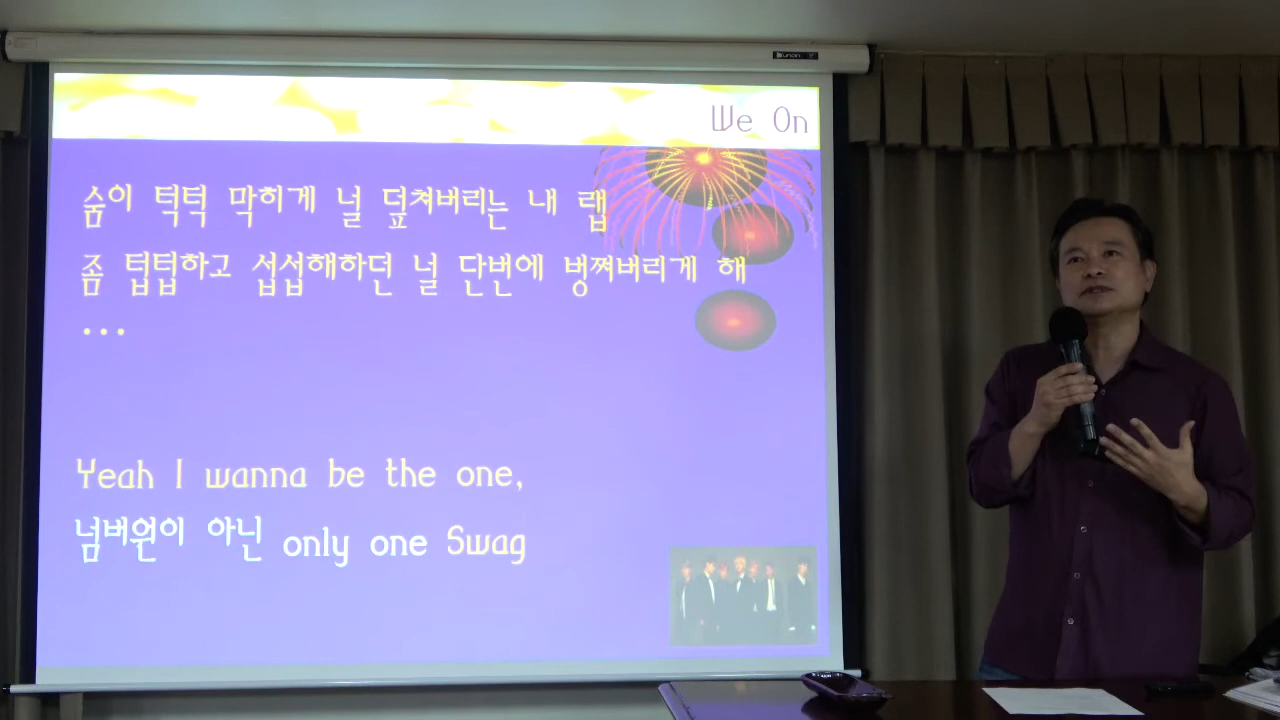 We On
숨이 턱턱 막히게 널 덮쳐버리는 내 랩
좀 텁텁하고 섭섭해하던 널 단번에 벙쪄버리게 해
...
Yeah I wanna be the one,
넘버원이 아닌 only one Swag